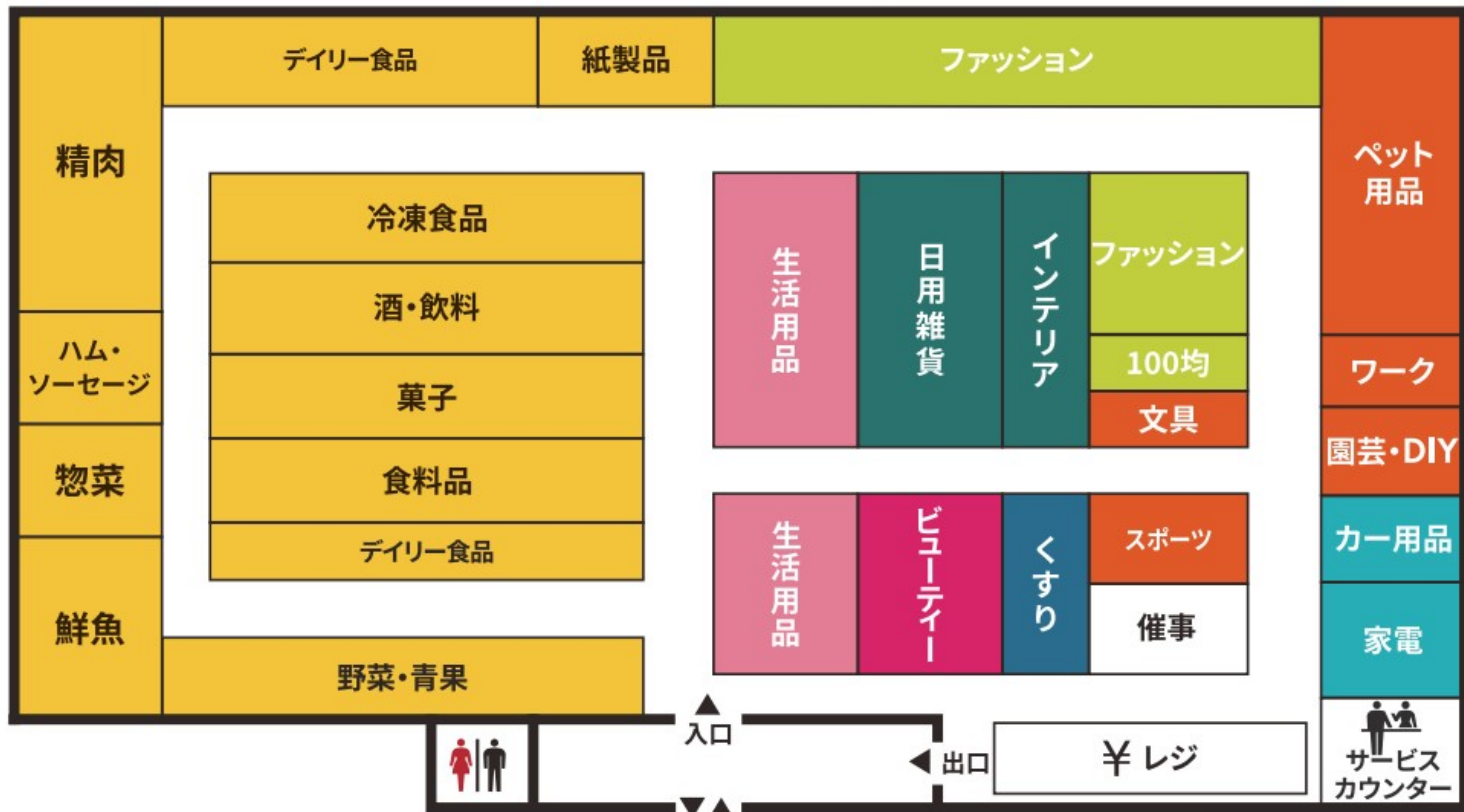 デイリー食品
紙製品
ファッション
精肉
ペット
用品
冷凍食品
酒・飲料
菓子
食料品
デイリー食品
生活用品
日用雑貨
インテリア
ファッション
100均
文具
ハム・
ソーセージ
惣菜
鮮魚
ワーク
園芸・DIY
カー用品
家電
生活用品
ビューティー
くすり
スポーツ
催事
野菜・青果
入口
出口
¥ レジ
サービス
カウンター